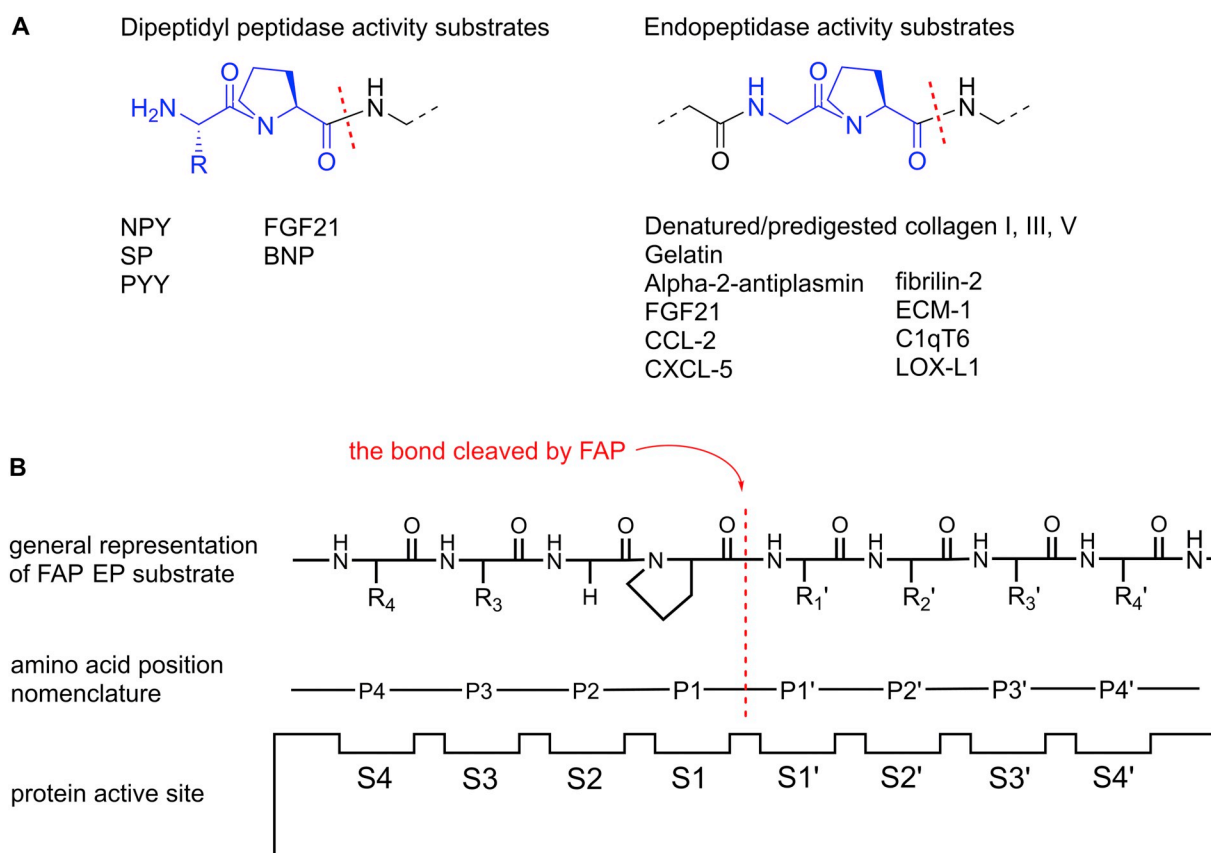 A
Dipeptidyl peptidase activity substrates
Endopeptidase activity substrates
O
H2N
N
R
O
H
N
O
H
N
O
N
O
H
N
O
NPY FGF21
SP BNP
PYY
Denatured/predigested collagen I, III, V
Gelatin
Alpha-2-antiplasmin fibrilin-2
FGF21 ECM-1
CCL-2 C1qT6
CXCL-5 LOX-L1
the bond cleaved by FAP
B
general representation
of FAP EP substrate
O O O O O O O O
H H H H H H H H
N N N N N N N N N
R4 R3 H R1' R2' R3' R4'
amino acid position
nomenclature
P4 P3 P2 P1 P1' P2' P3' P4'
protein active site
S4 S3 S2 S1 S1' S2' S3' S4'